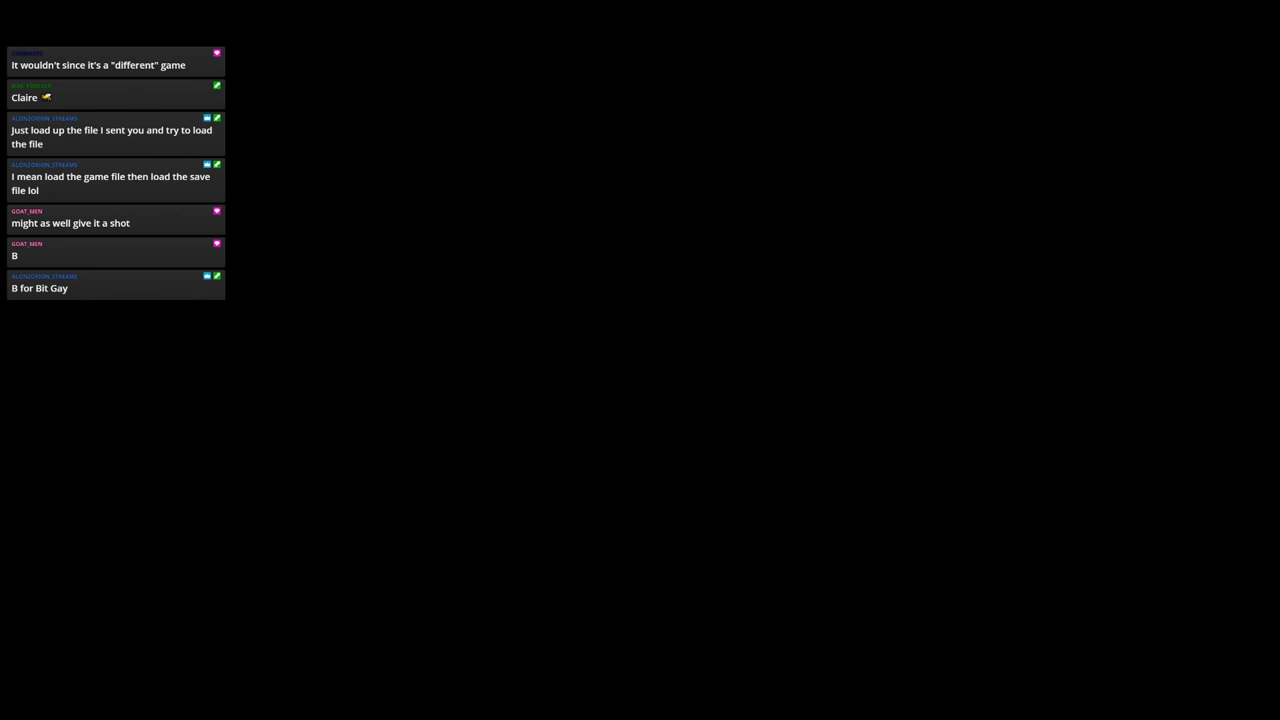 It wouldn't since it's a "different" game
Claire
ALONZORION_STREAMS
Just load up the file I sent you and try to load
the file
ALONZORION_STREAMS
I mean load the game file then load the save
file lol
GOAT_MEN
might as well give it a shot
GOAT_MEN
B
ALONZORION_STREAMS
B for Bit Gay